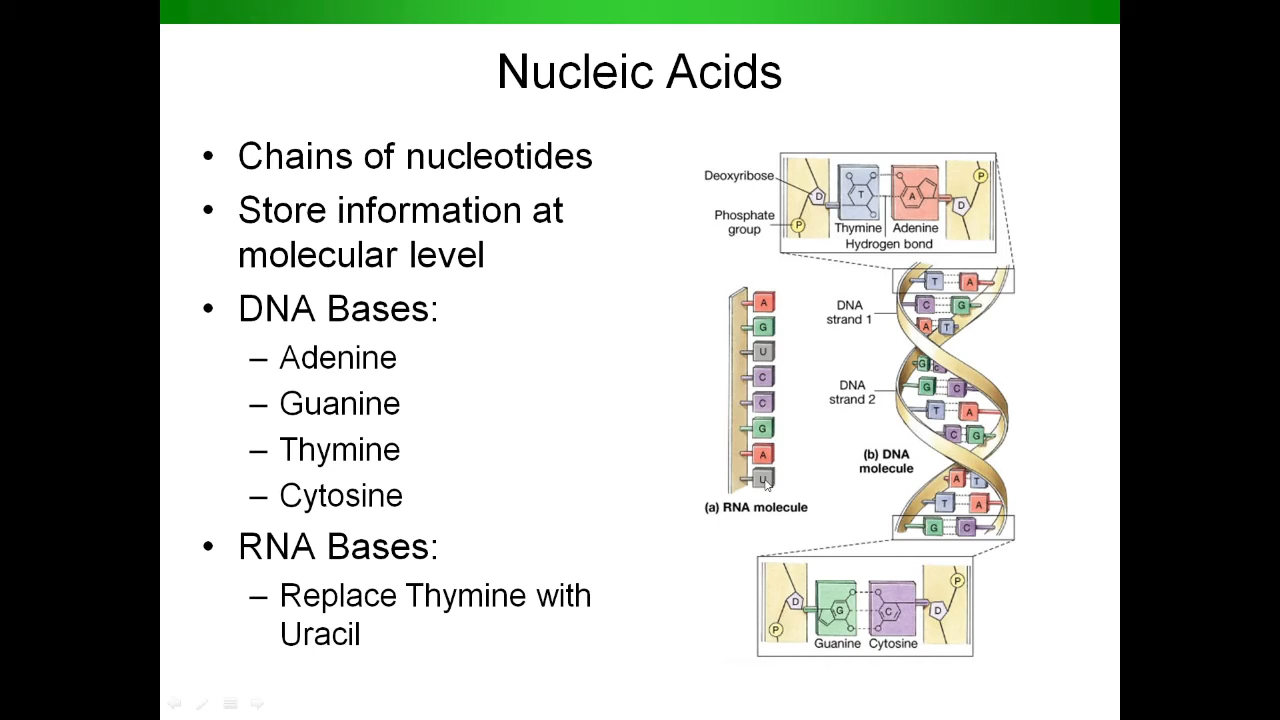 Nucleic Acids
• Chains of nucleotides
• Store information at
molecular level
• DNA Bases:
– Adenine
– Guanine
– Thymine
– Cytosine
• RNA Bases:
– Replace Thymine with
Uracil
Deoxyribose
Phosphate
group
D
P
T
A
D
P
Thymine Adenine
Hydrogen bond
A
G
U
C
C
G
A
U
(a) RNA molecule
DNA
strand 1
DNA
strand 2
(b) DNA
molecule
T A
C G
A T
G C
G C
T A
C G
A T
T A
G C
D
P
G
C
D
P
Guanine Cytosine